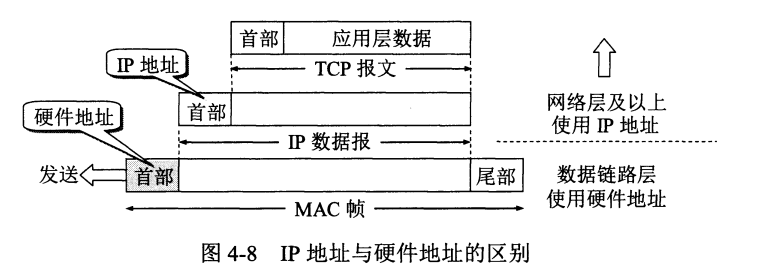 首部
应用层数据
TCP 报文
IP 地址
首部
网络层及以上
使用 IP 地址
硬件地址
IP 数据报
发送
首部
尾部
数据链路层
使用硬件地址
MAC 帧
图 4-8 IP 地址与硬件地址的区别